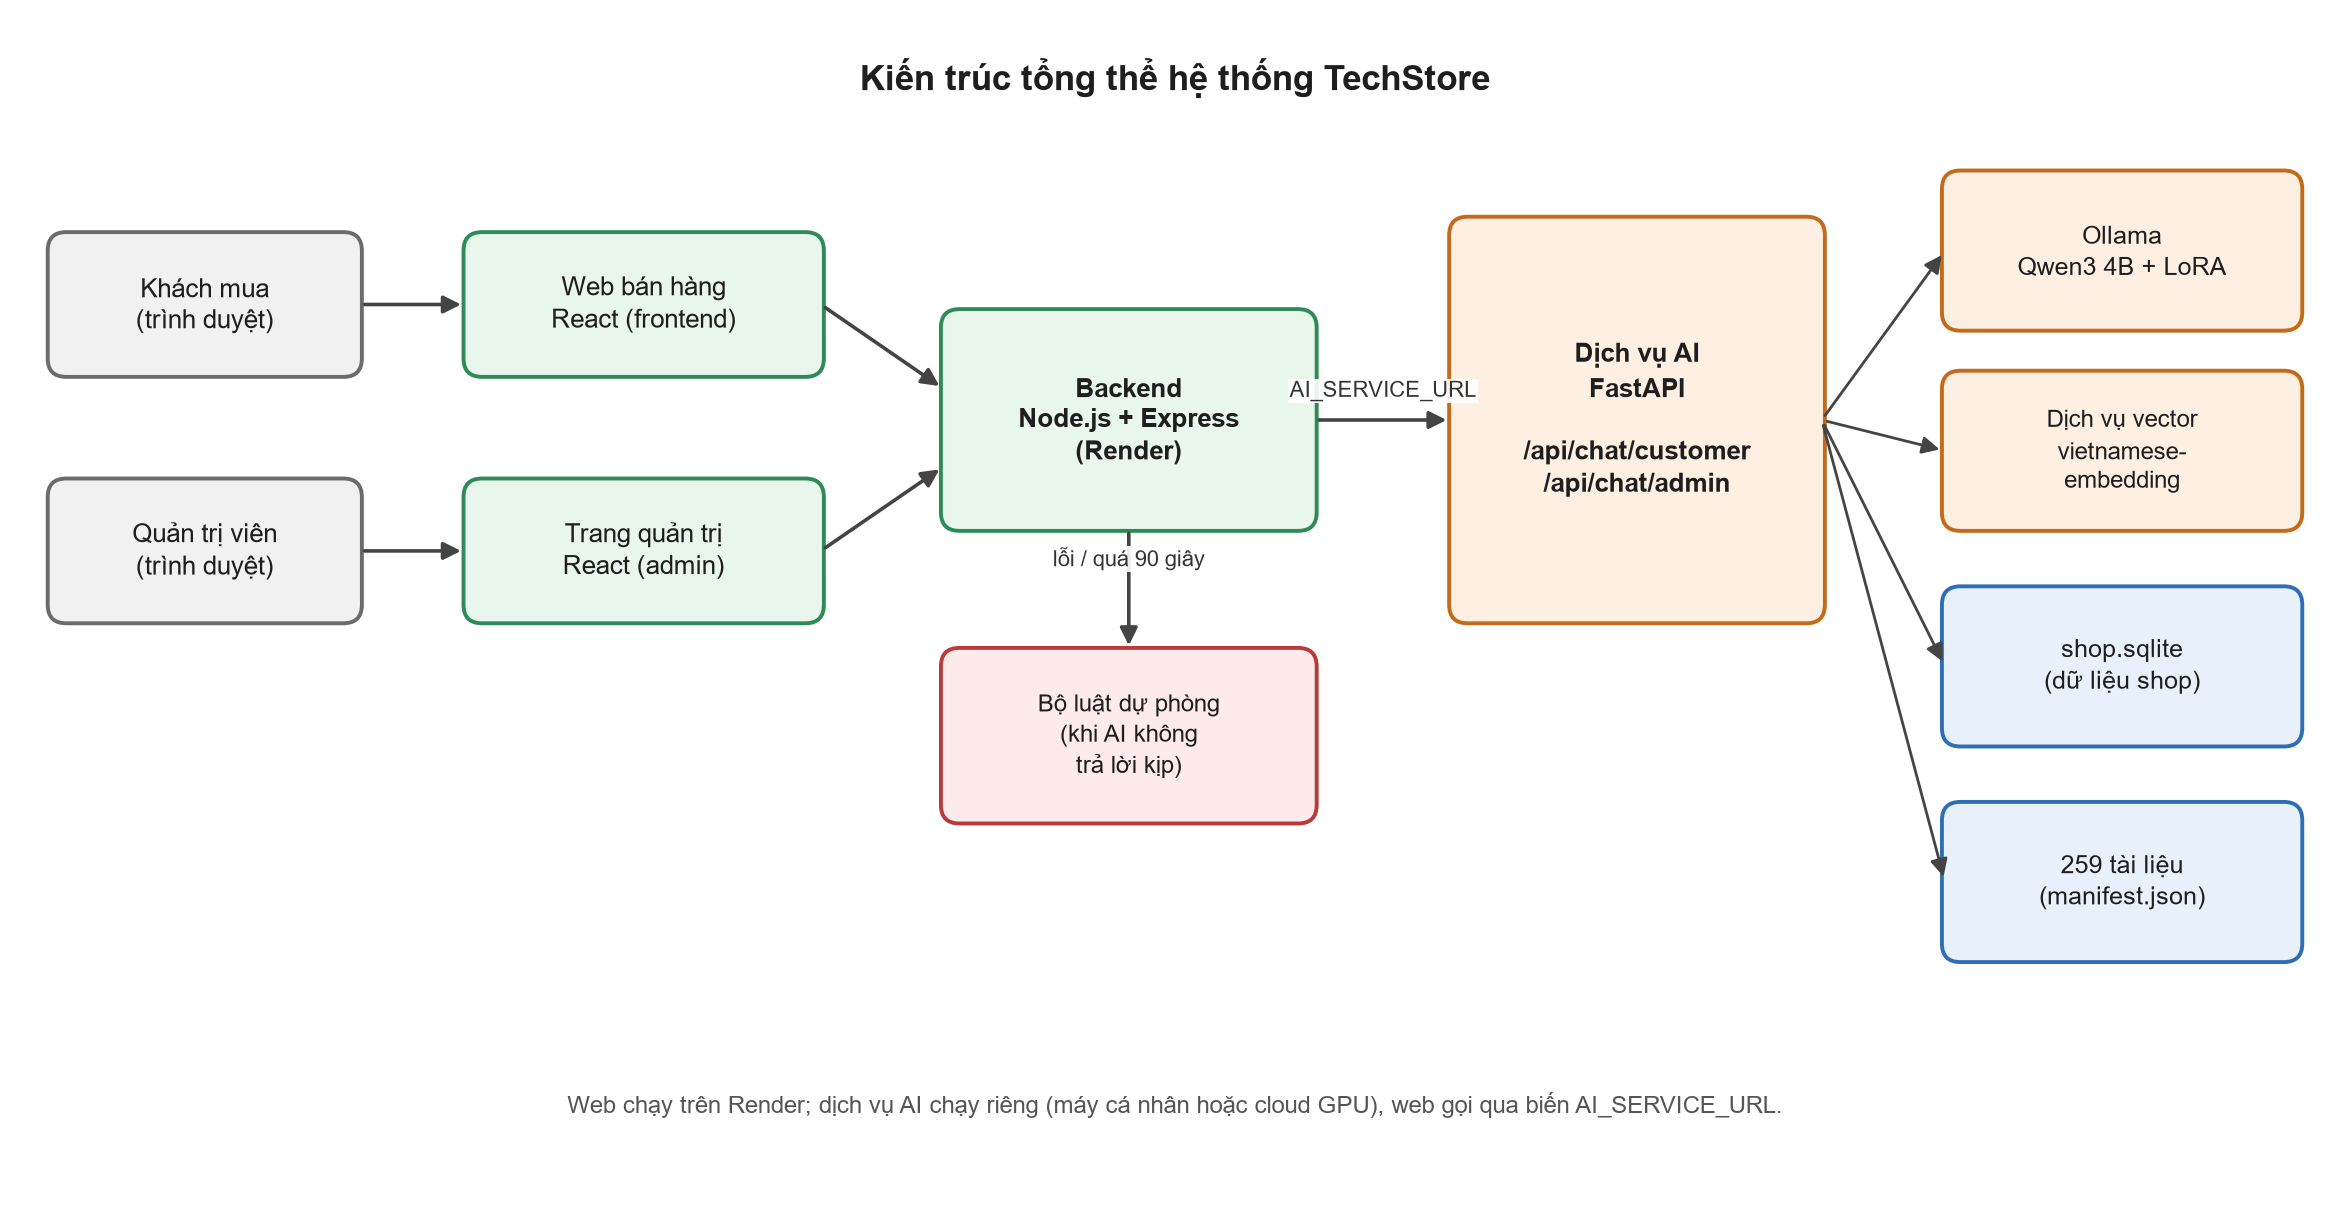 Kiến trúc tổng thể hệ thống TechStore
Khách mua
(trình duyệt)
Web bán hàng
React (frontend)
Quản trị viên
(trình duyệt)
Trang quản trị
React (admin)
Backend
Node.js + Express
(Render)
AI_SERVICE_URL
lỗi / quá 90 giây
Bộ luật dự phòng
(khi AI không
trả lời kịp)
Dịch vụ AI
FastAPI
/api/chat/customer
/api/chat/admin
Ollama
Qwen3 4B + LoRA
Dịch vụ vector
vietnamese-
embedding
shop.sqlite
(dữ liệu shop)
259 tài liệu
(manifest.json)
Web chạy trên Render; dịch vụ AI chạy riêng (máy cá nhân hoặc cloud GPU), web gọi qua biến AI_SERVICE_URL.